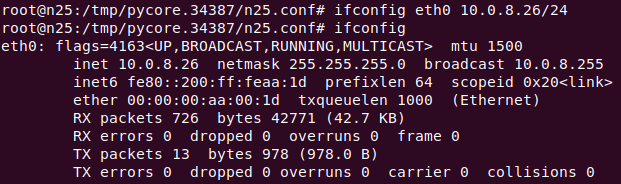 root@n25:/tmp/pycore.34387/n25.conf# ifconfig eth0 10.0.8.26/24
root@n25:/tmp/pycore.34387/n25.conf# ifconfig
eth0: flags=4163<UP,BROADCAST,RUNNING,MULTICAST>  mtu 1500
        inet 10.0.8.26  netmask 255.255.255.0  broadcast 10.0.8.255
        inet6 fe80::200:ff:feaa:1d  prefixlen 64  scopeid 0x20<link>
        ether 00:00:00:aa:00:1d  txqueuelen 1000  (Ethernet)
        RX packets 726  bytes 42771 (42.7 KB)
        RX errors 0  dropped 0  overruns 0  frame 0
        TX packets 13  bytes 978 (978.0 B)
        TX errors 0  dropped 0 overruns 0  carrier 0  collisions 0